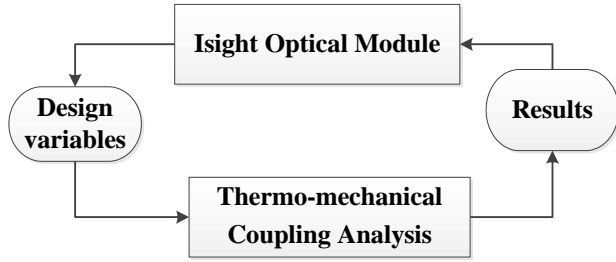 Isight Optical Module
Design
variables
Results
Thermo-mechanical
Coupling Analysis